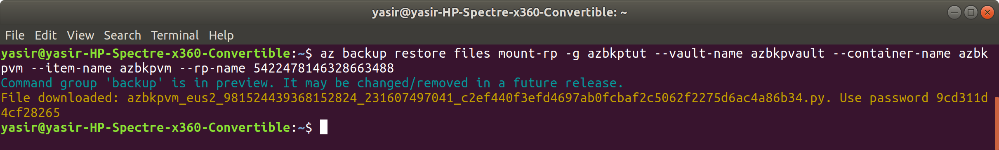 yasir@yasir-HP-Spectre-x360-Convertible: ~
File Edit View Search Terminal Help
yasir@yasir-HP-Spectre-x360-Convertible:~$ az backup restore files mount-rp -g azbkptut --vault-name azbkpvault --container-name azbk
pvm --item-name azbkpvm --rp-name 5422478146328663488
Command group 'backup' is in preview. It may be changed/removed in a future release.
File downloaded: azbkpvm_eus2_981524439368152824_231607497041_c2ef440f3efd4697ab0fcbaf2c5062f2275d6ac4a86b34.py. Use password 9cd311d
4cf28265
yasir@yasir-HP-Spectre-x360-Convertible:~$